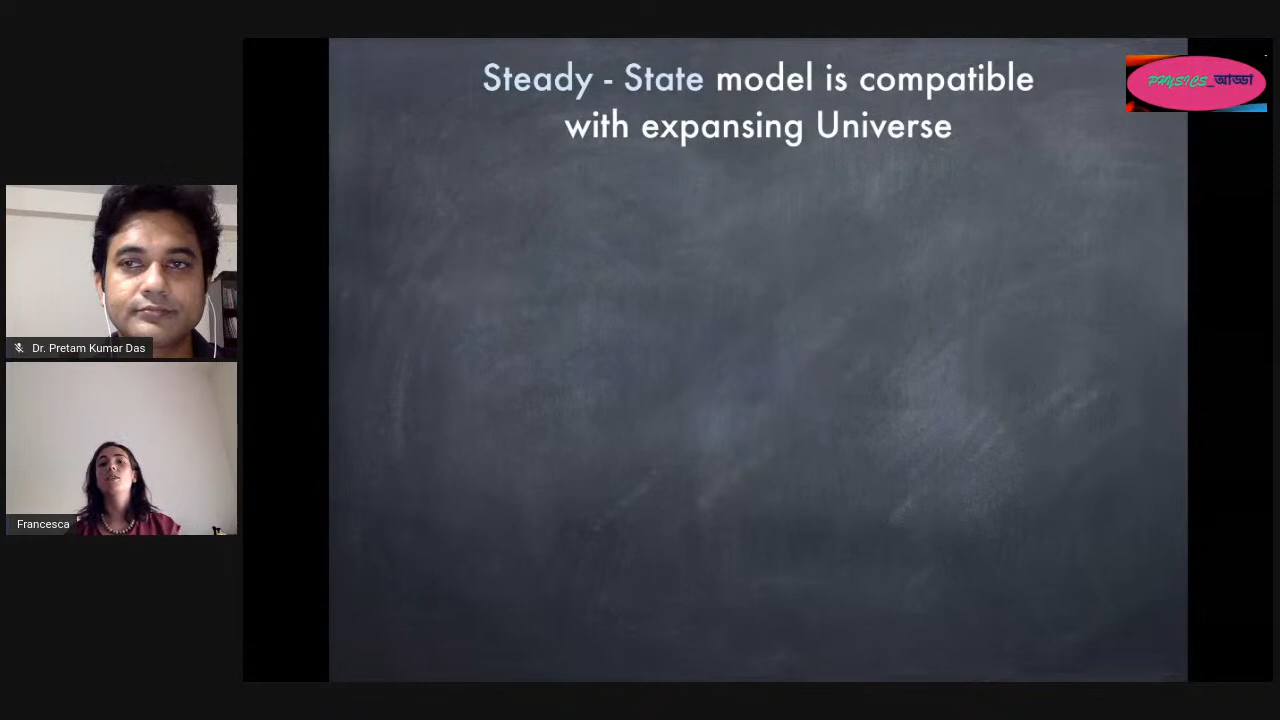 Steady - State model is compatible
with expansing Universe
PHYSICS_আড্ডা
Dr. Pretam Kumar Das
Francesca